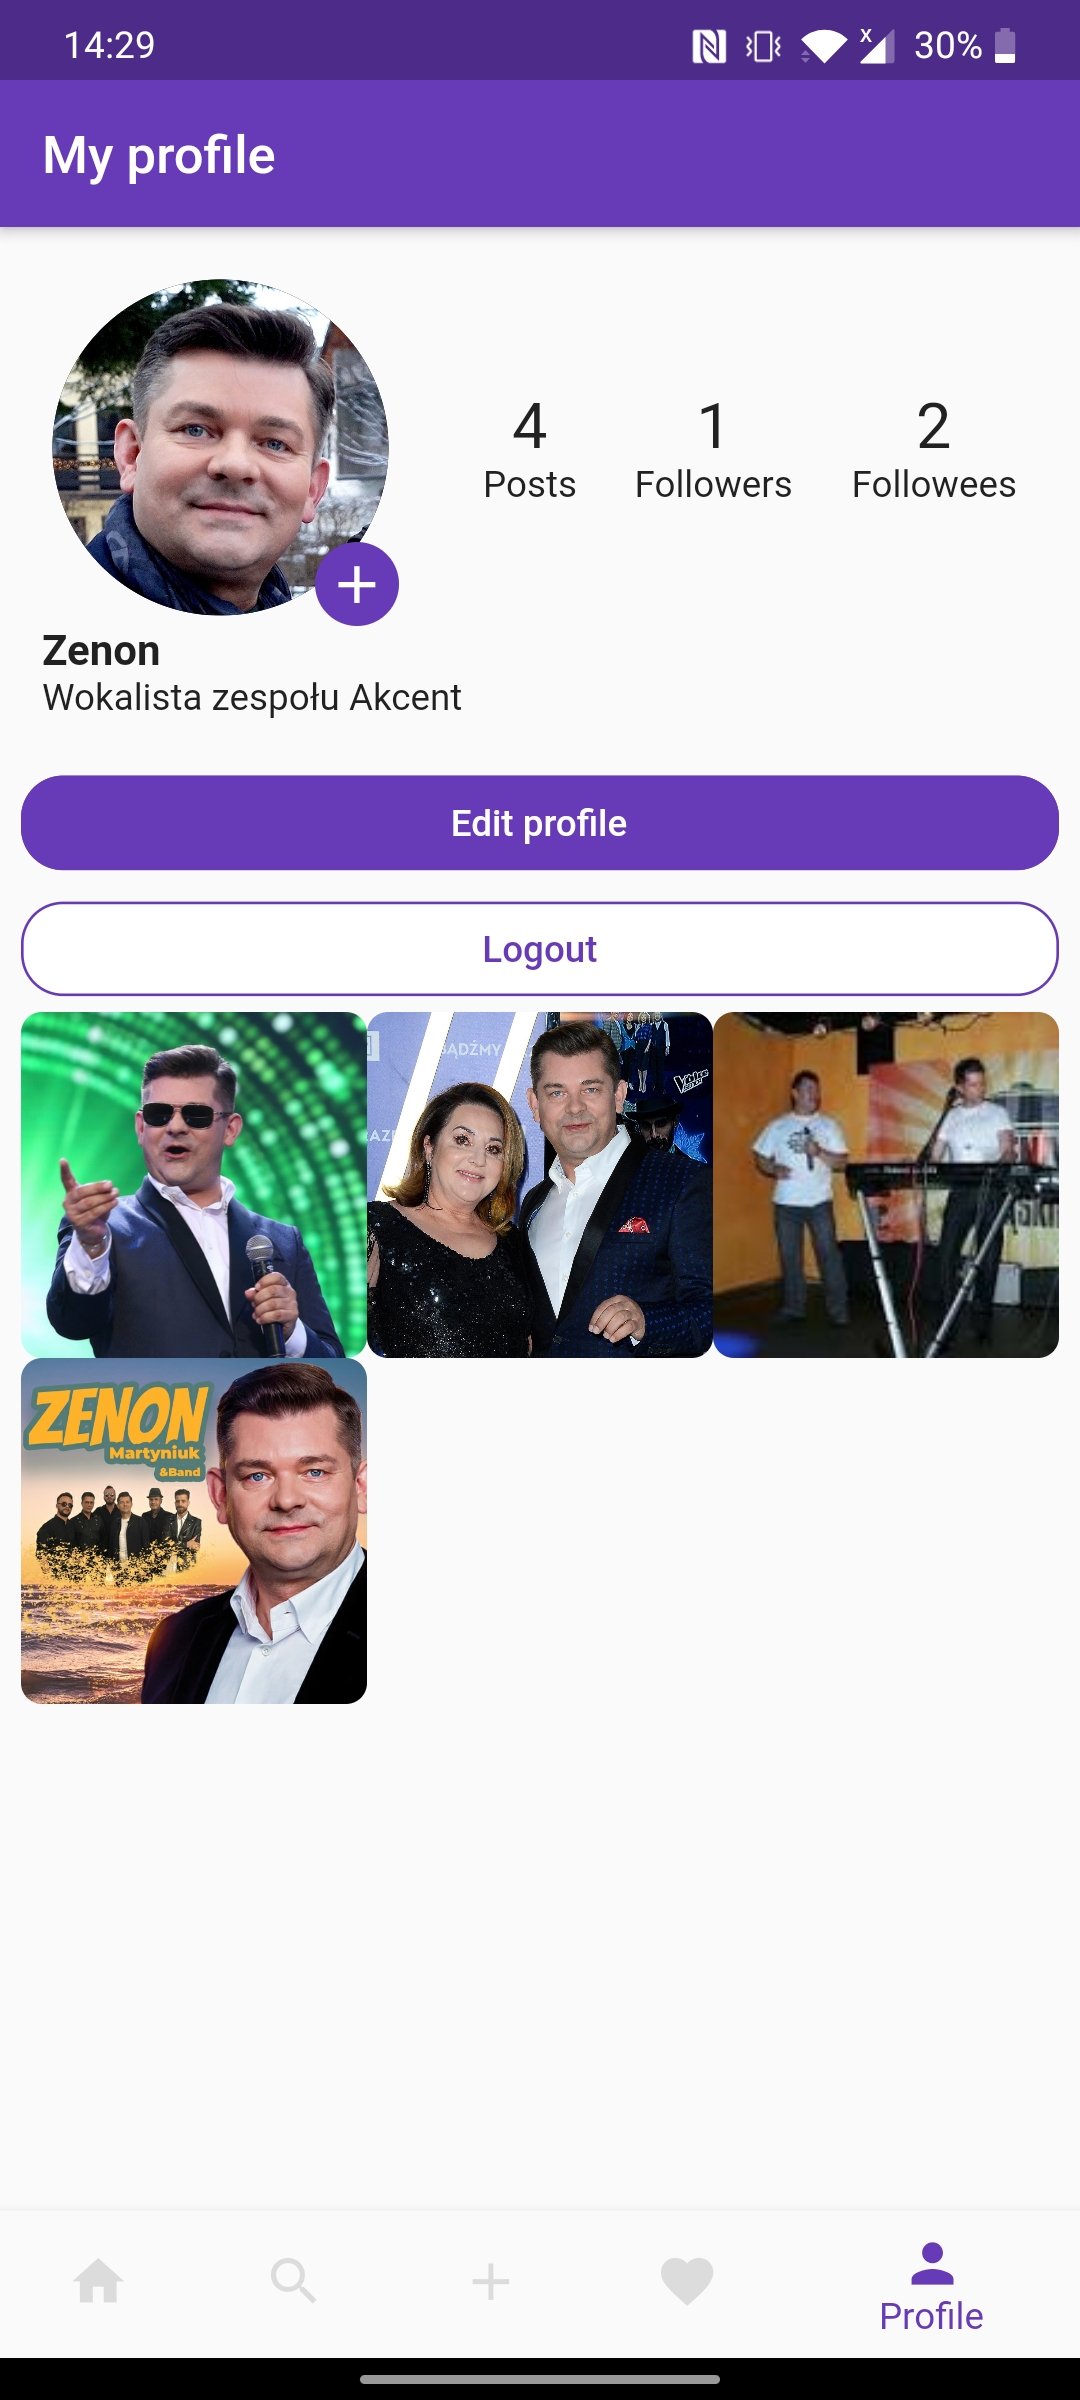 14:29
30%
My profile
4
Posts
1
Followers
2
Followees
Zenon
Wokalista zespołu Akcent
Edit profile
Logout
ZENON
Martyniuk
&Band
Profile